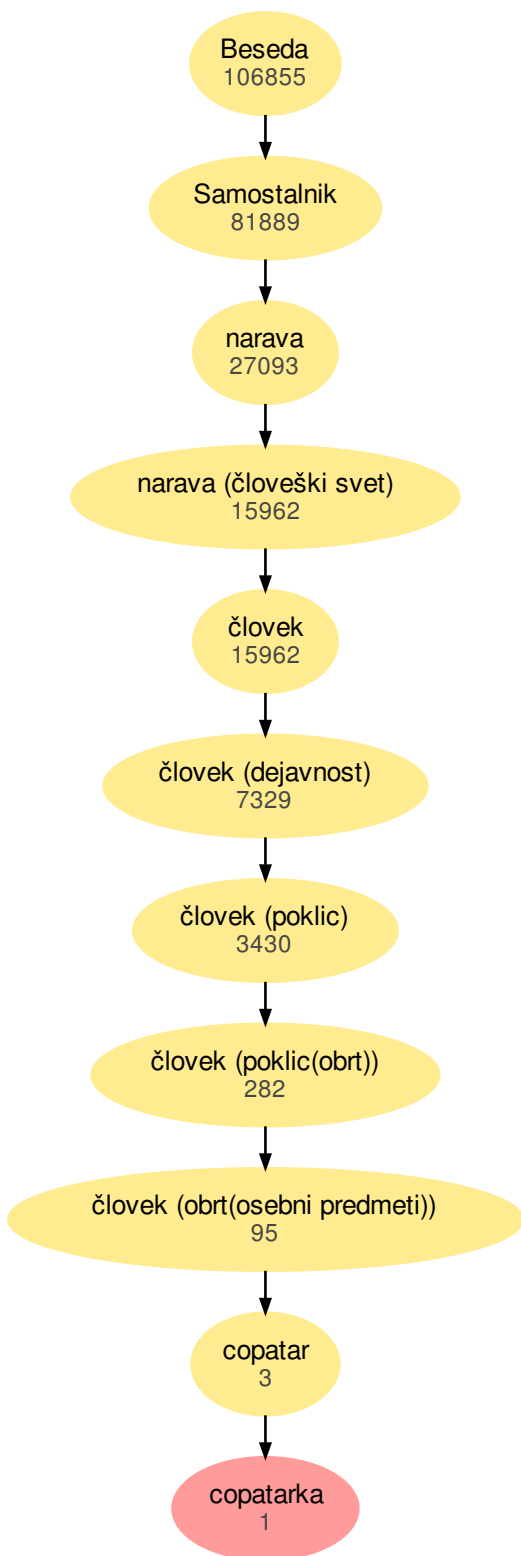 Beseda
106855
Samostalnik
81889
narava
27093
narava (človeški svet)
15962
človek
15962
človek (dejavnost)
7329
človek (poklic)
3430
človek (poklic(obrt))
282
človek (obrt(osebni predmeti))
95
copatar
3
copatarka
1